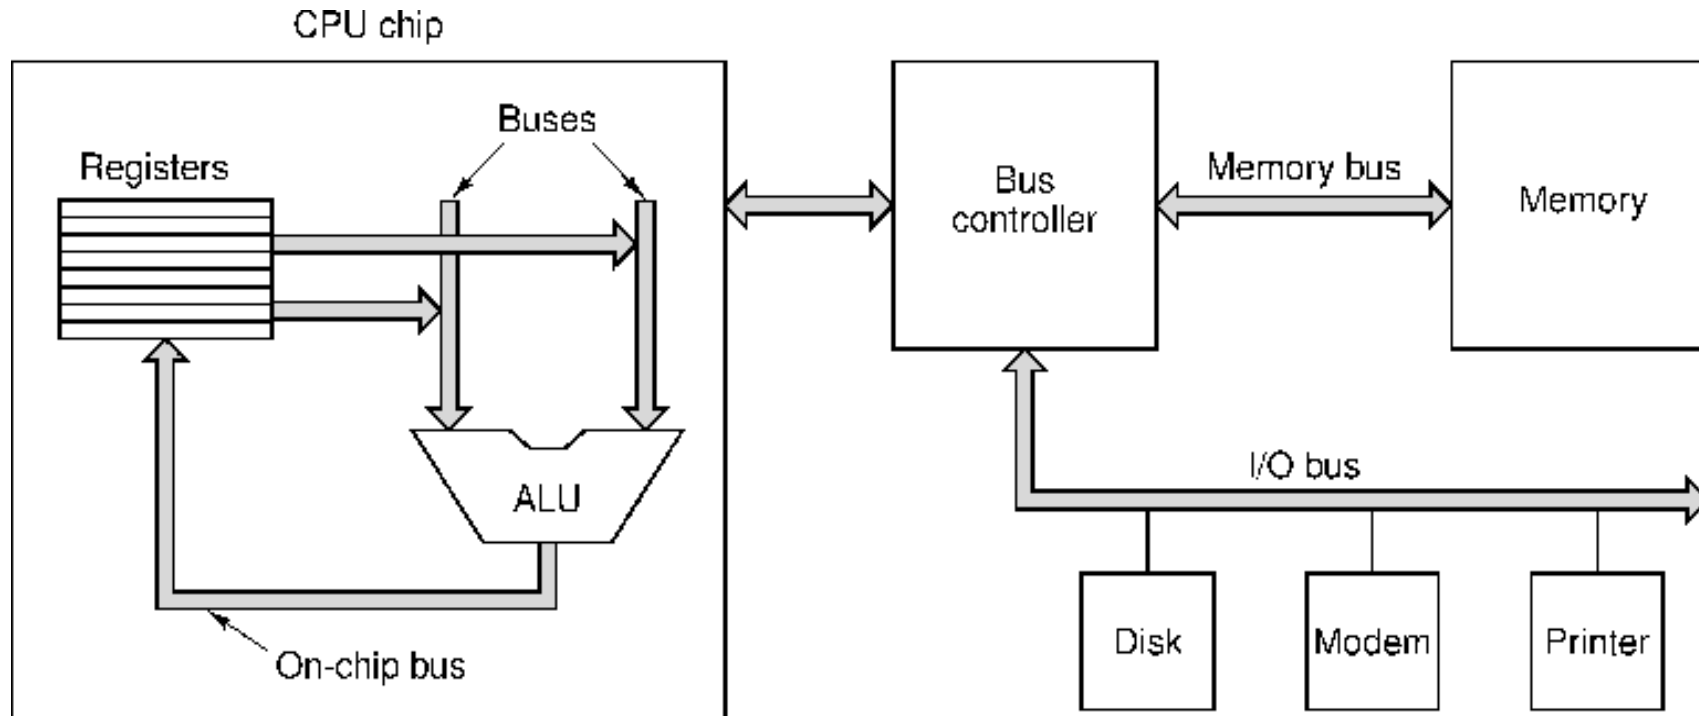 CPU chip
Buses
Registers
Bus
controller
Memory bus
Memory
I/O bus
ALU
On-chip bus
Disk
Modem
Printer